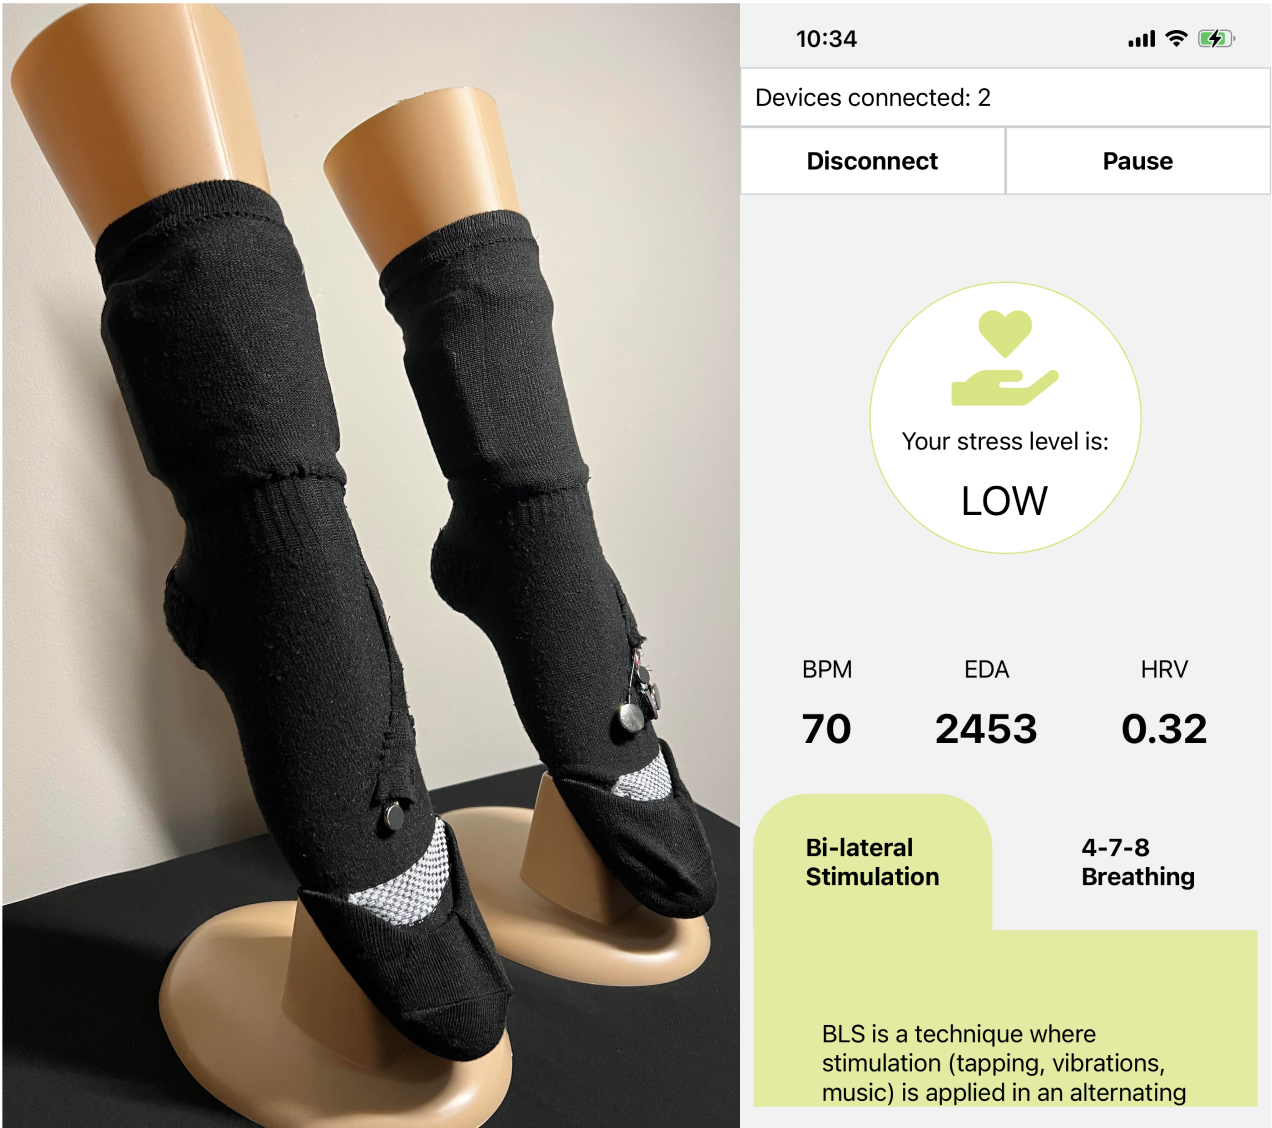 10:34
Devices connected: 2
Disconnect
Pause
Your stress level is:
LOW
BPM
EDA
HRV
70
2453
0.32
Bi-lateral
Stimulation
4-7-8
Breathing
BLS is a technique where
stimulation (tapping, vibrations,
music) is applied in an alternating